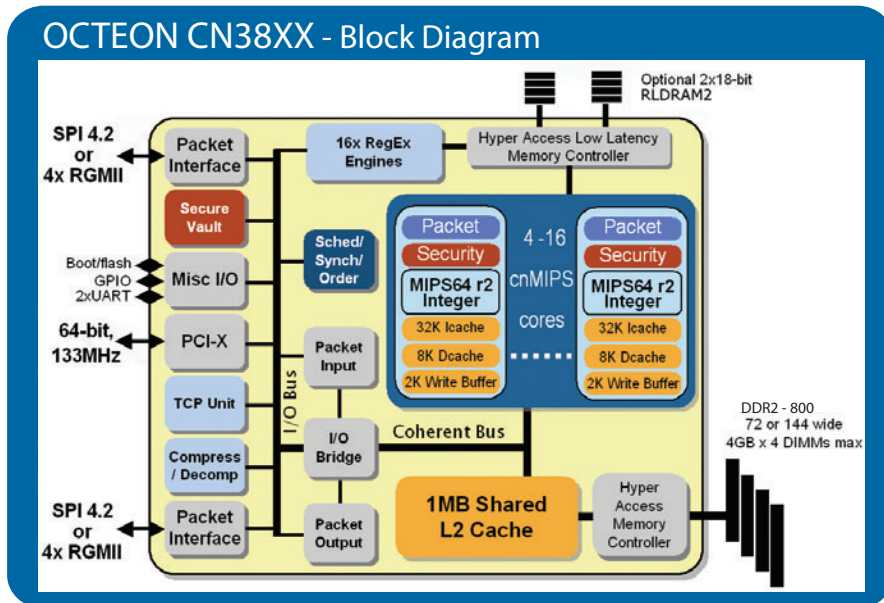 OCTEON CN38XX - Block Diagram
Optional 2x18-bit
RLDRAM2
SPI 4.2
or
4x RGMII
Packet
Interface
16x RegEx
Engines
Hyper Access Low Latency
Memory Controller
Secure
Vault
Sched/
Synch/
Order
Boot/flash
GPIO
2xUART
Misc I/O
64-bit,
133MHz
PCI-X
Packet
Input
TCP Unit
I/O Bus
Compress
/ Decomp
I/O
Bridge
Coherent Bus
SPI 4.2
or
4x RGMII
Packet
Interface
Packet
Output
Packet
Security
MIPS64 r2
Integer
32K Icache
8K Dcache
2K Write Buffer
4 -16
cnMIPS
cores
Packet
Security
MIPS64 r2
Integer
32K Icache
8K Dcache
2K Write Buffer
1MB Shared
L2 Cache
Hyper
Access
Memory
Controller
DDR2 - 800
72 or 144 wide
4GB x 4 DIMMs max